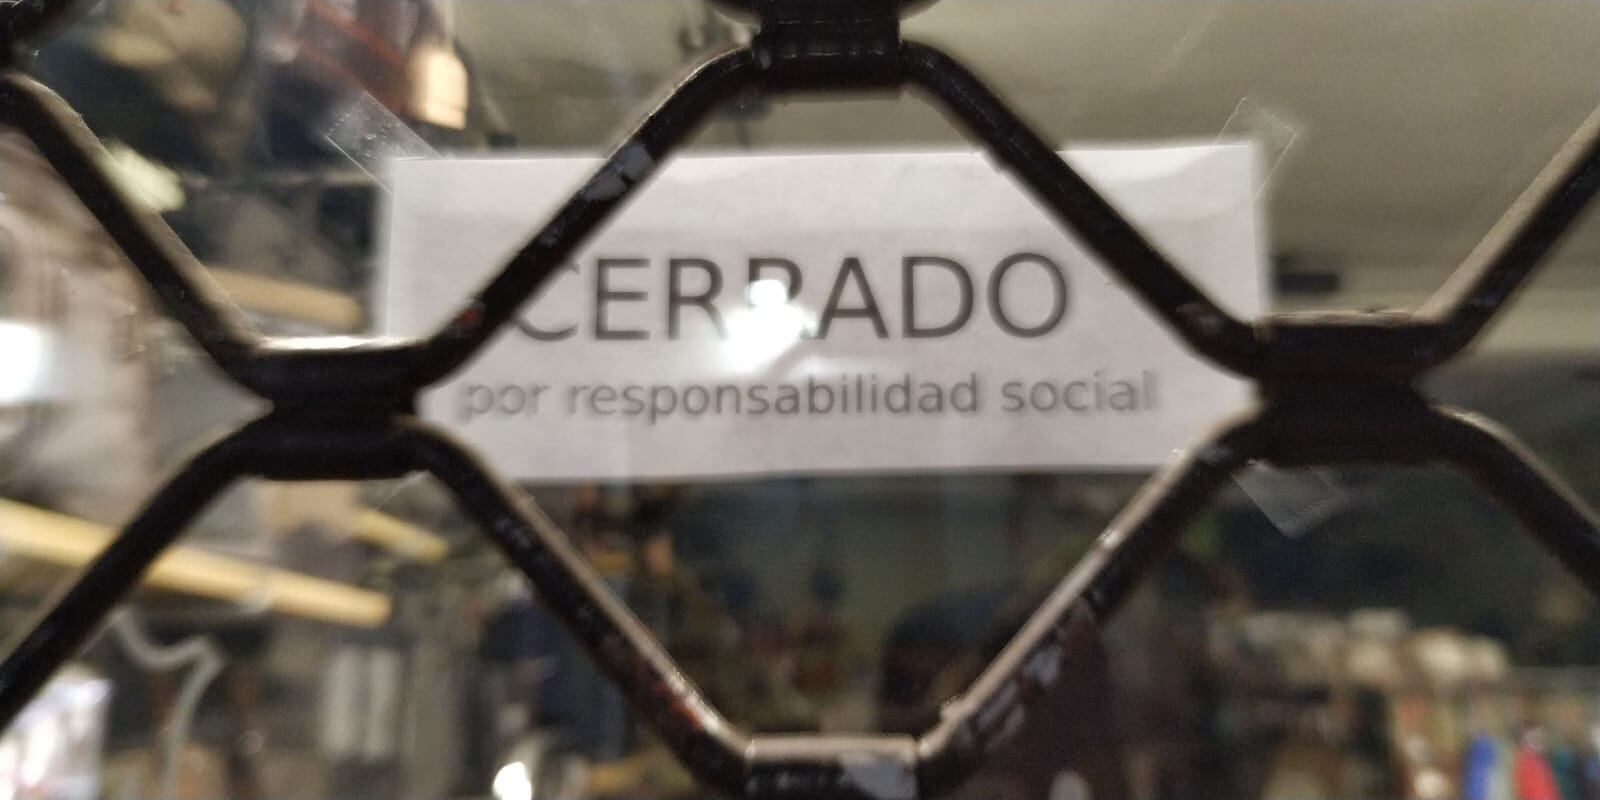 CERRADO
por responsabilidad social